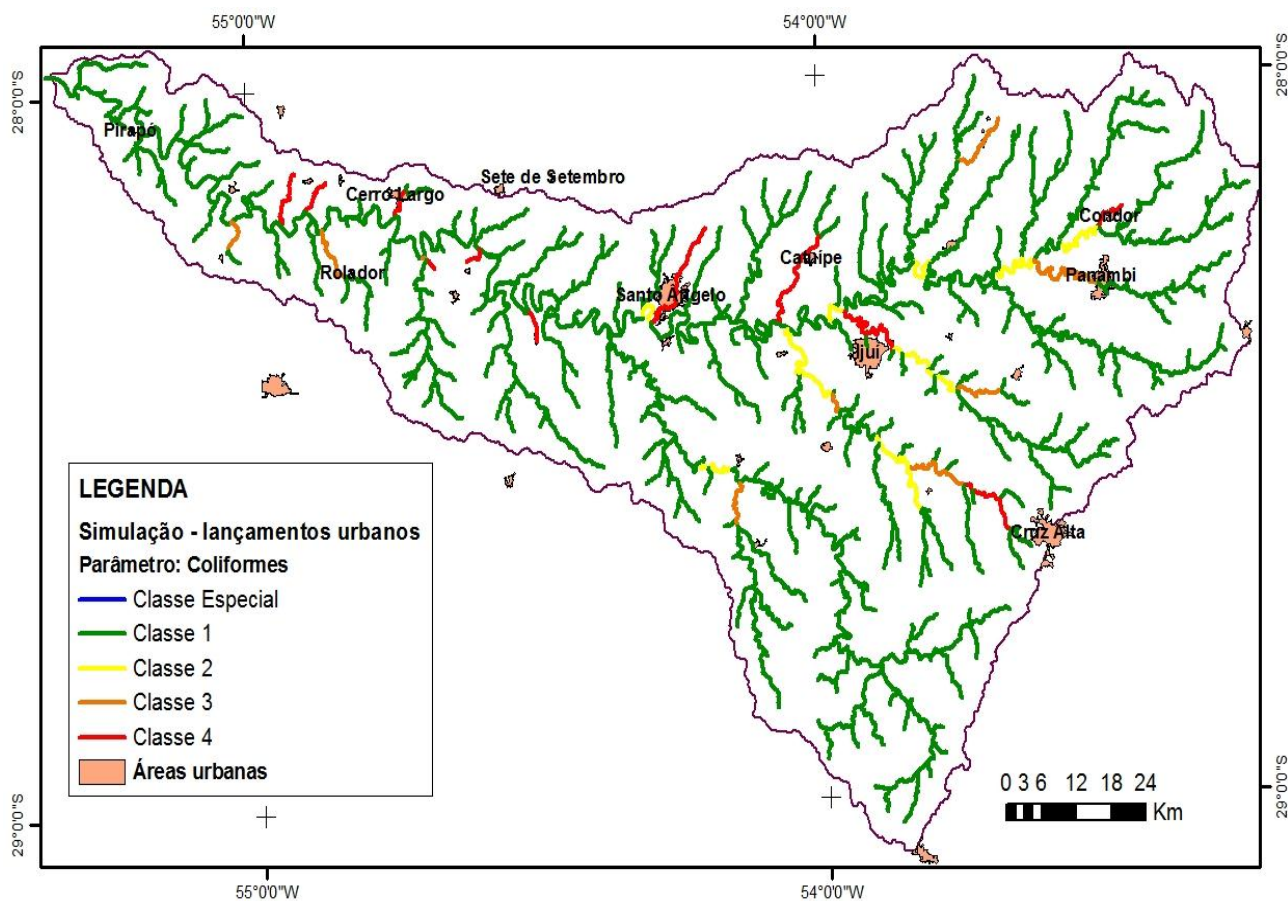 55°0'0"W 54°0'0"W
28°0'0"S 28°0'0"S
Pirapó
Sete de Setembro
Cerro Largo
Condor
Rolador
Catuípe
Panambi
Santo Ângelo
Ijuí
Cruz Alta
LEGENDA
Simulação - lançamentos urbanos
Parâmetro: Coliformes
Classe Especial
Classe 1
Classe 2
Classe 3
Classe 4
Áreas urbanas
0 3 6 12 18 24
Km
29°0'0"S 29°0'0"S
55°0'0"W 54°0'0"W